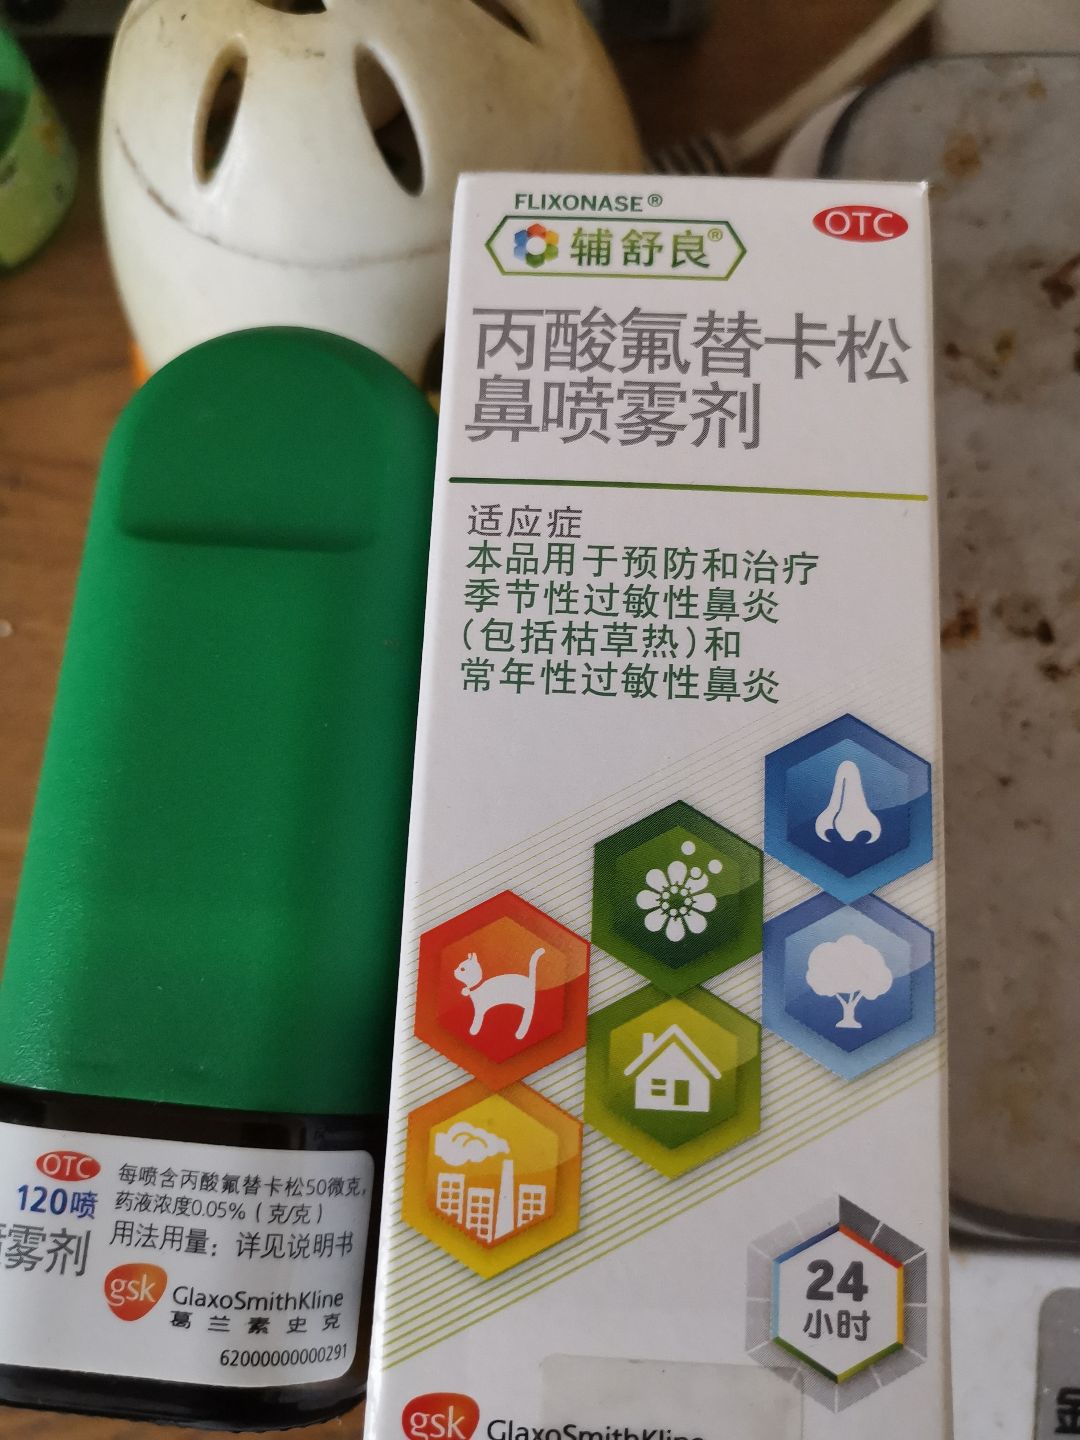 FLIXONASE®
辅舒良®
OTC
丙酸氟替卡松
鼻喷雾剂
适应症
本品用于预防和治疗
季节性过敏性鼻炎
(包括枯草热)和
常年性过敏性鼻炎
24
小时
gsk
GlaxoSmithKline
OTC
120喷
雾剂
每喷含丙酸氟替卡松50微克,
药液浓度0.05%(克/克)
用法用量:详见说明书
gsk
GlaxoSmithKline
葛兰素史克
62000000000291